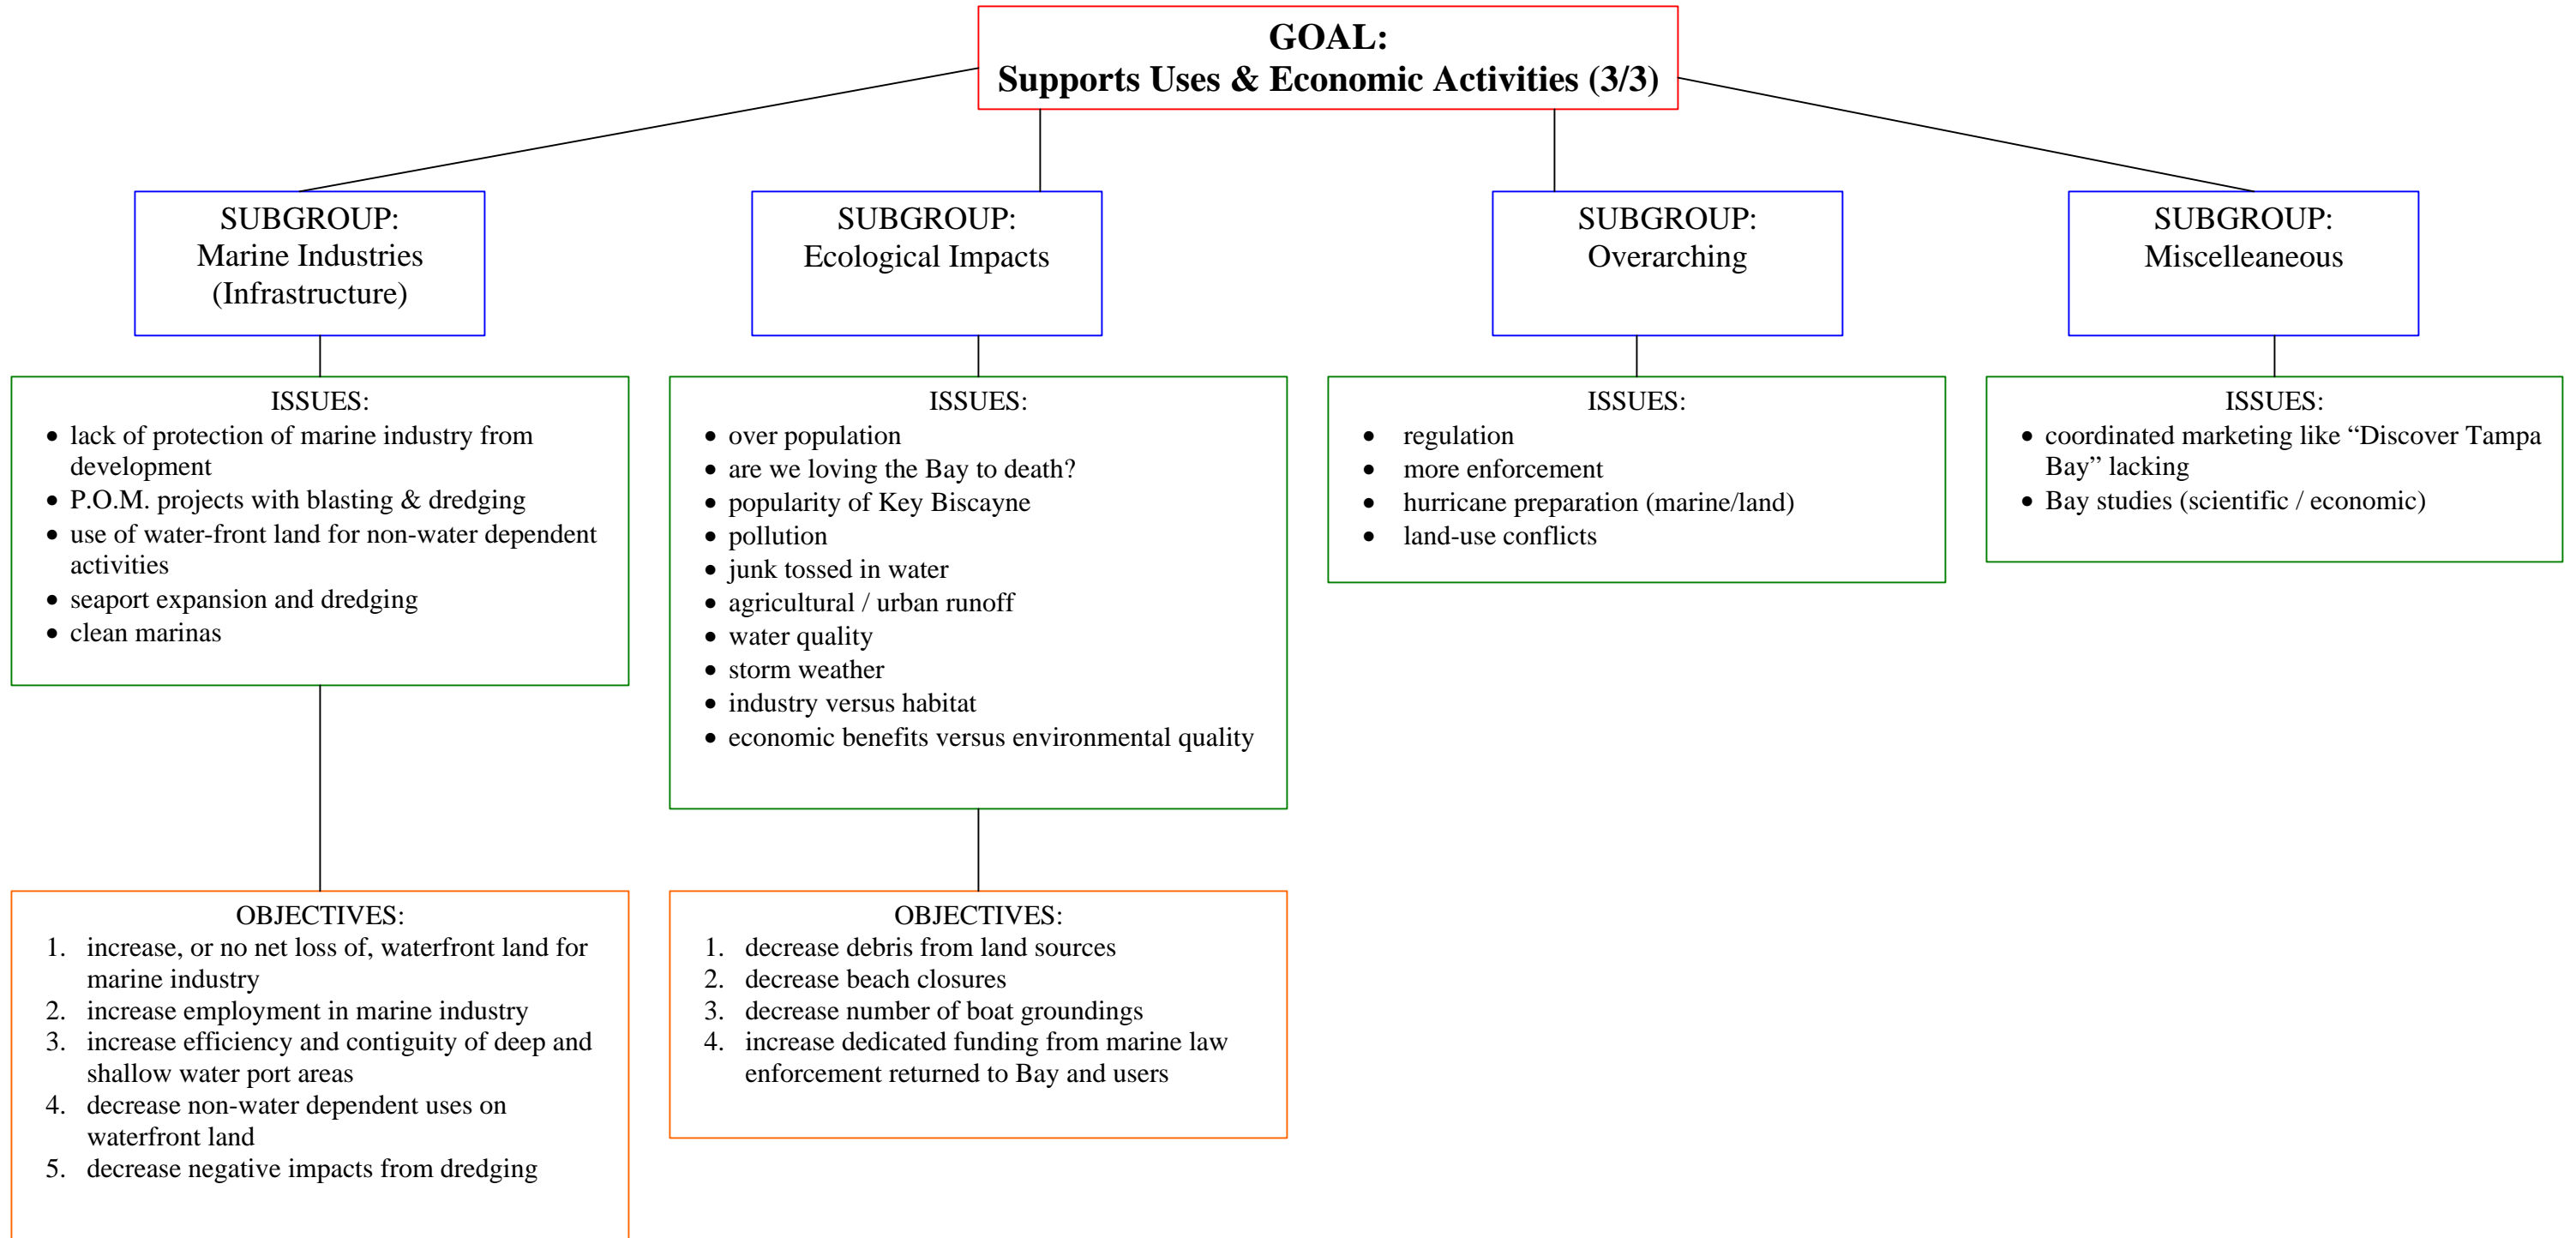 GOAL:
Supports Uses & Economic Activities (3/3)
SUBGROUP:
Marine Industries
(Infrastructure)
SUBGROUP:
Ecological Impacts
SUBGROUP:
Overarching
SUBGROUP:
Miscelleaneous
ISSUES:
• lack of protection of marine industry from
development
• P.O.M. projects with blasting & dredging
• use of water-front land for non-water dependent
activities
• seaport expansion and dredging
• clean marinas
ISSUES:
• over population
• are we loving the Bay to death?
• popularity of Key Biscayne
• pollution
• junk tossed in water
• agricultural / urban runoff
• water quality
• storm weather
• industry versus habitat
• economic benefits versus environmental quality
ISSUES:
• regulation
• more enforcement
• hurricane preparation (marine/land)
• land-use conflicts
ISSUES:
• coordinated marketing like “Discover Tampa
Bay” lacking
• Bay studies (scientific / economic)
OBJECTIVES:
1. increase, or no net loss of, waterfront land for
marine industry
2. increase employment in marine industry
3. increase efficiency and contiguity of deep and
shallow water port areas
4. decrease non-water dependent uses on
waterfront land
5. decrease negative impacts from dredging
OBJECTIVES:
1. decrease debris from land sources
2. decrease beach closures
3. decrease number of boat groundings
4. increase dedicated funding from marine law
enforcement returned to Bay and users